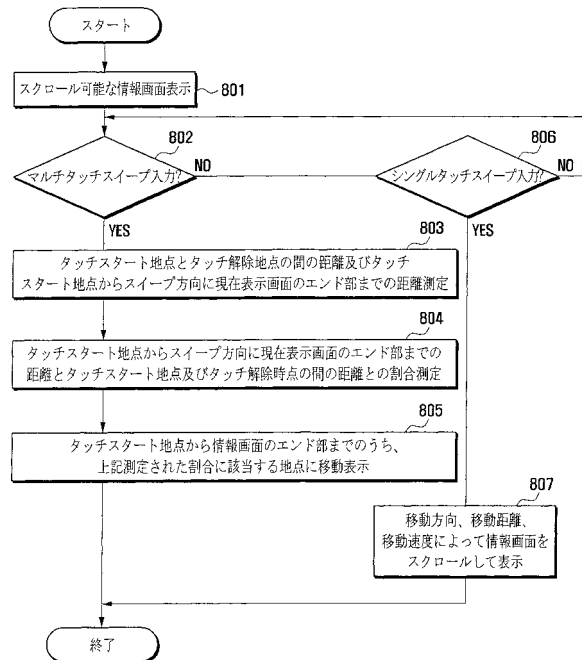 スタート
スクロール可能な情報画面表示
801
802
マルチタッチスイープ入力?
NO
YES
806
シングルタッチスイープ入力?
NO
YES
803
タッチスタート地点とタッチ解除地点の間の距離及びタッチ
スタート地点からスイープ方向に現在表示画面のエンド部までの距離測定
804
タッチスタート地点からスイープ方向に現在表示画面のエンド部までの
距離とタッチスタート地点及びタッチ解除時点の間の距離との割合測定
805
タッチスタート地点から情報画面のエンド部までのうち、
上記測定された割合に該当する地点に移動表示
807
移動方向、移動距離、
移動速度によって情報画面を
スクロールして表示
終了